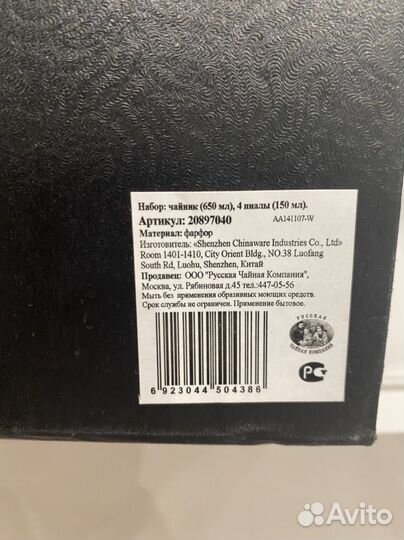 Набор: чайник (650 мл), 4 пиалы (150 мл).
Артикул: 20897040 AA141107-W
Материал: фарфор
Изготовитель: «Shenzhen Chinaware Industries Co., Ltd»
Room 1401-1410, City Orient Bldg., NO.38 Luofang
South Rd, Luohu, Shenzhen, Китай
Продавец: ООО "Русская Чайная Компания",
Москва, ул. Рябиновая д.45 тел:447-05-56
Мыть без применения абразивных моющих средств.
Срок службы не ограничен. Применение бытовое.
РУССКАЯ
ЧАЙНАЯ КОМПАНИЯ
РС
6 923044 504386
Avito